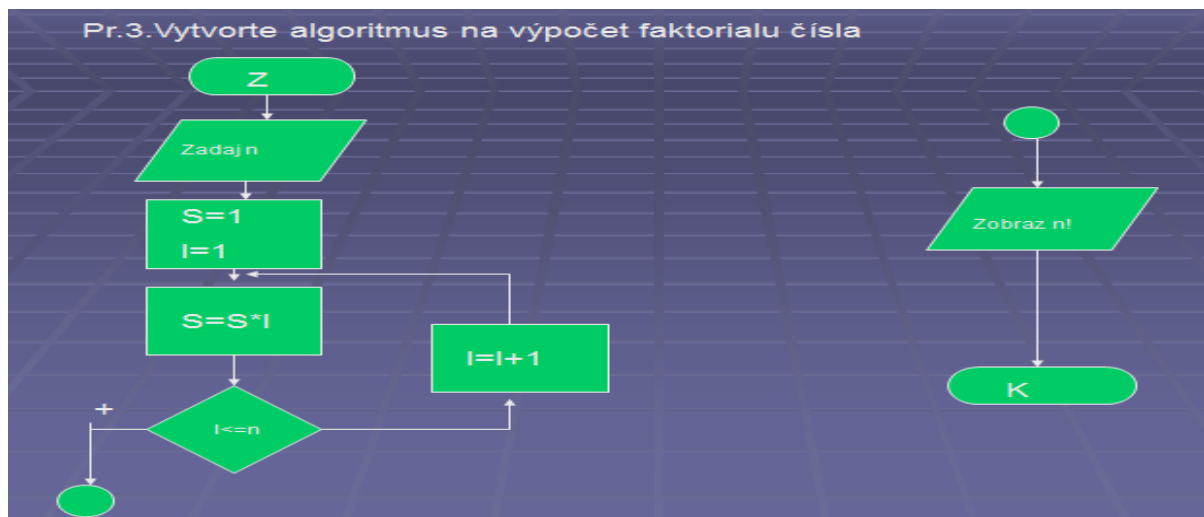 Pr.3.Vytvorte algoritmus na výpočet faktorialu čísla
Z
Zadaj n
S=1
I=1
S=S*I
I=I+1
+
I<=n
Zobraz n!
K